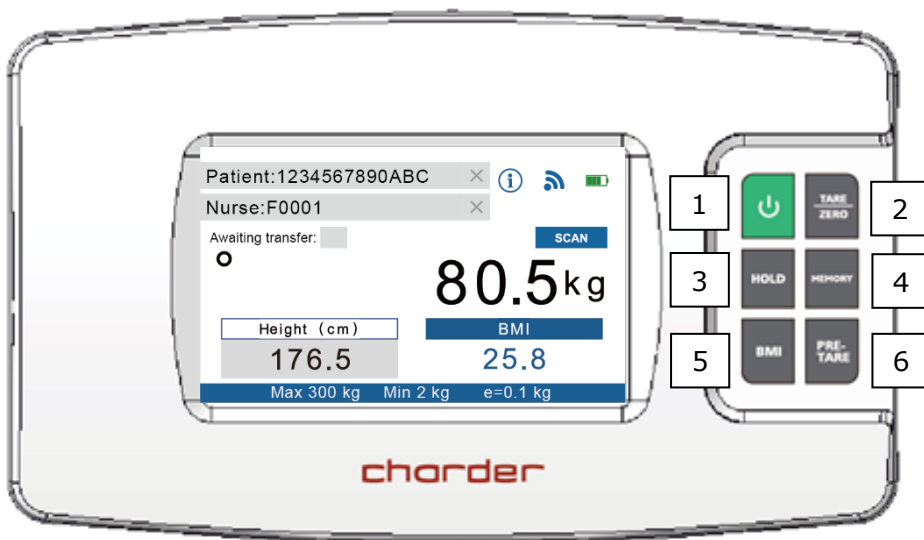 Patient:1234567890ABC ×
Nurse:F0001 ×
Awaiting transfer:
SCAN
80.5kg
Height (cm)
BMI
176.5
25.8
Max 300 kg Min 2 kg e=0.1 kg
charder
1
TARE
ZERO
2
3
HOLD
MEMORY
4
5
BMI
PRE-
TARE
6